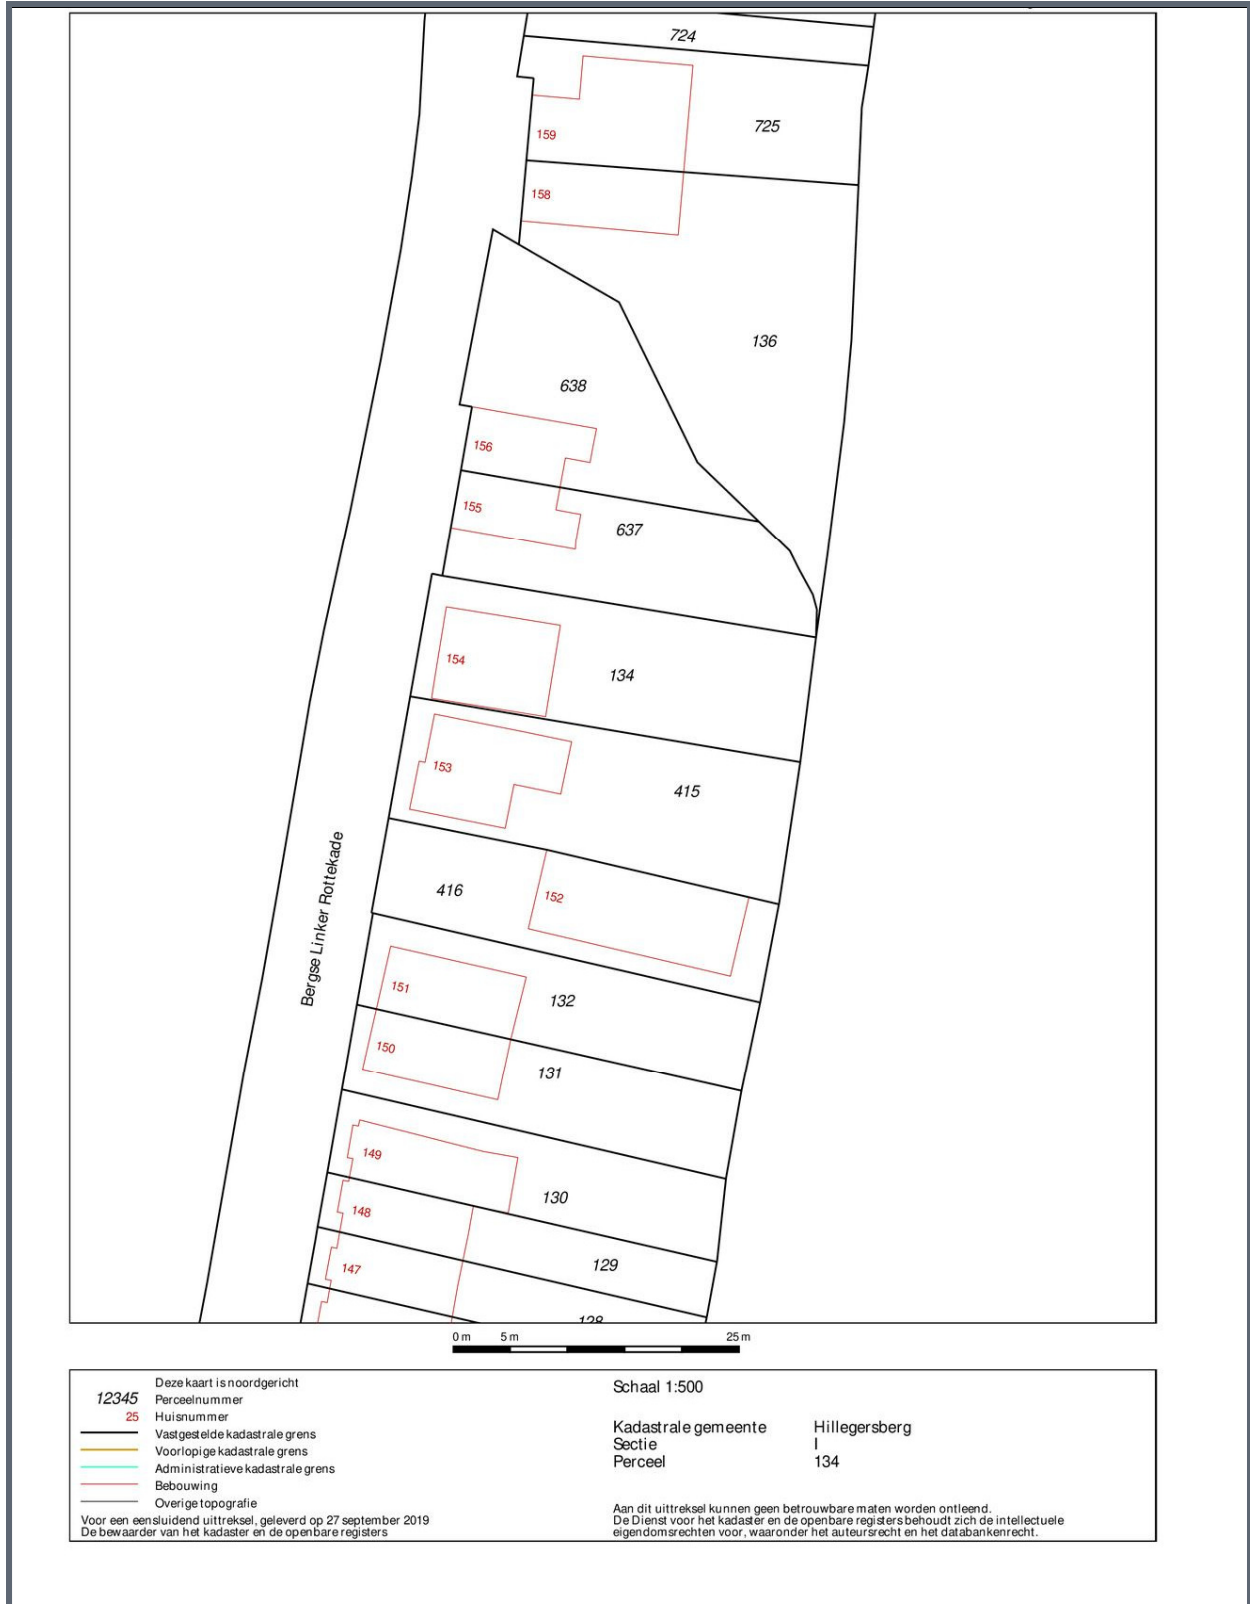 724
725
159
158
136
638
156
155
637
154
134
153
415
416
152
Bergse Linker Rottekade
151
132
150
131
149
130
148
129
147
128
0 m 5 m 25 m
Deze kaart is noordgericht
12345 Perceelnummer
25 Huisnummer
Vastgestelde kadastrale grens
Voorlopige kadastrale grens
Administratieve kadastrale grens
Bebouwing
Overige topografie
Voor een eensluidend uittreksel, geleverd op 27 september 2019
De bewaarder van het kadaster en de openbare registers
Schaal 1:500
Kadastrale gemeente Hillegersberg
Sectie I
Perceel 134
Aan dit uittreksel kunnen geen betrouwbare maten worden ontleend.
De Dienst voor het kadaster en de openbare registers behoudt zich de intellectuele
eigendomsrechten voor, waaronder het auteursrecht en het databankenrecht.